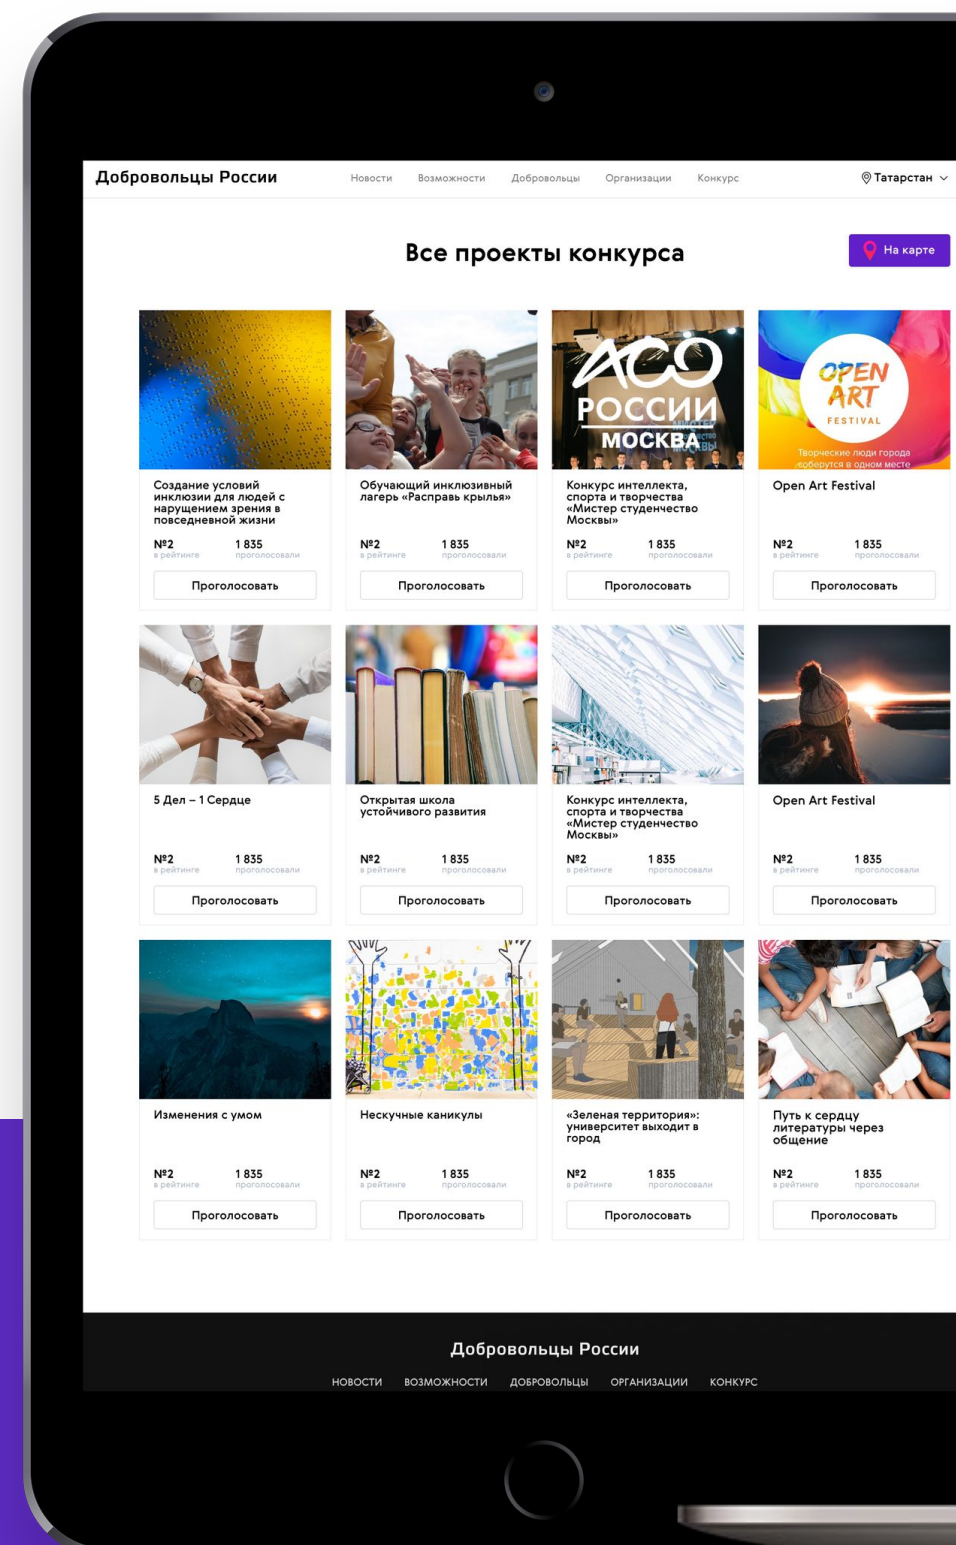 Добровольцы России
Новости Возможности Добровольцы Организации Конкурс
Татарстан
Все проекты конкурса
На карте
АСО
РОССИИ
МОСКВА
OPEN
ART
FESTIVAL
Творческие люди города
соберутся в одном месте
Создание условий
инклюзии для людей с
нарушением зрения в
повседневной жизни
№2 1 835
в рейтинге проголосовали
Проголосовать
Обучающий инклюзивный
лагерь «Расправь крылья»
№2 1 835
в рейтинге проголосовали
Проголосовать
Конкурс интеллекта,
спорта и творчества
«Мистер студенчество
Москвы»
№2 1 835
в рейтинге проголосовали
Проголосовать
Open Art Festival
№2 1 835
в рейтинге проголосовали
Проголосовать
5 Дел – 1 Сердце
№2 1 835
в рейтинге проголосовали
Проголосовать
Открытая школа
устойчивого развития
№2 1 835
в рейтинге проголосовали
Проголосовать
Конкурс интеллекта,
спорта и творчества
«Мистер студенчество
Москвы»
№2 1 835
в рейтинге проголосовали
Проголосовать
Open Art Festival
№2 1 835
в рейтинге проголосовали
Проголосовать
Изменения с умом
№2 1 835
в рейтинге проголосовали
Проголосовать
Нескучные каникулы
№2 1 835
в рейтинге проголосовали
Проголосовать
«Зеленая территория»:
университет выходит в
город
№2 1 835
в рейтинге проголосовали
Проголосовать
Путь к сердцу
литературы через
общение
№2 1 835
в рейтинге проголосовали
Проголосовать
Добровольцы России
НОВОСТИ ВОЗМОЖНОСТИ ДОБРОВОЛЬЦЫ ОРГАНИЗАЦИИ КОНКУРС